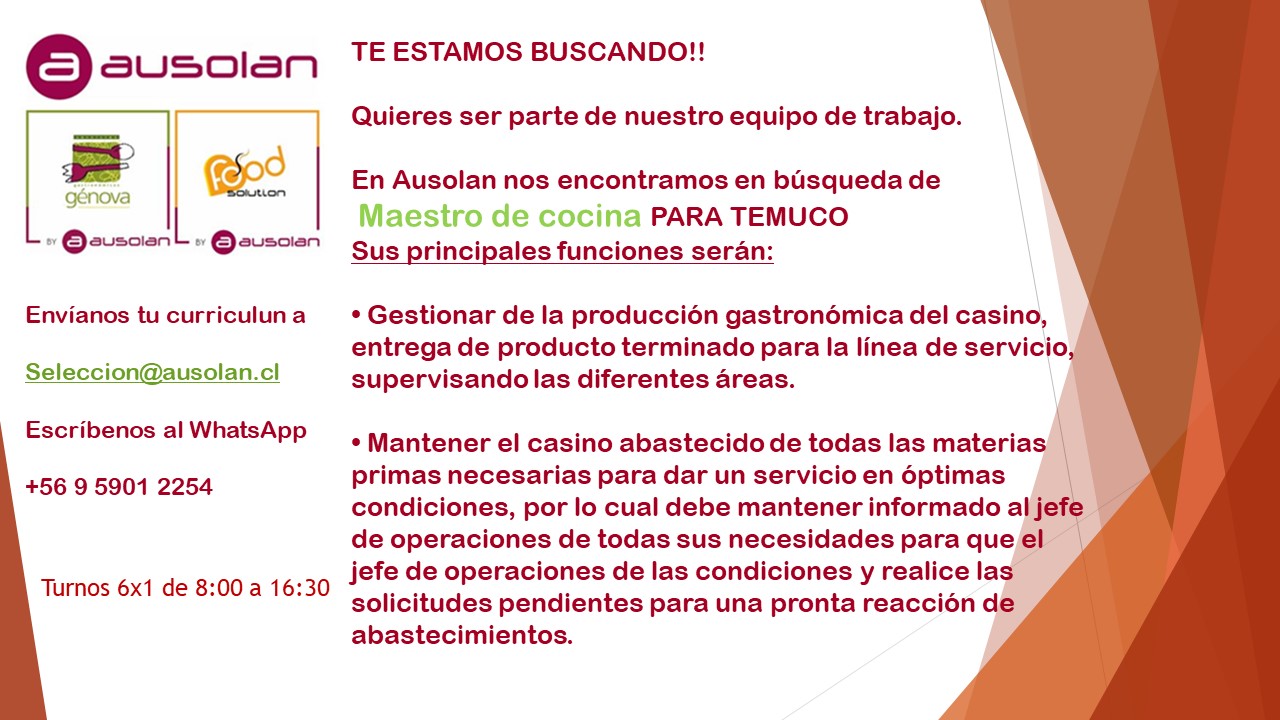 ausolan
génova
gastronómicos
food
solution
BY ausolan
BY ausolan
Envíanos tu curriculun a
Seleccion@ausolan.cl
Escríbenos al WhatsApp
+56 9 5901 2254
Turnos 6x1 de 8:00 a 16:30
TE ESTAMOS BUSCANDO!!
Quieres ser parte de nuestro equipo de trabajo.
En Ausolan nos encontramos en búsqueda de
Maestro de cocina PARA TEMUCO
Sus principales funciones serán:
• Gestionar de la producción gastronómica del casino,
entrega de producto terminado para la línea de servicio,
supervisando las diferentes áreas.
• Mantener el casino abastecido de todas las materias
primas necesarias para dar un servicio en óptimas
condiciones, por lo cual debe mantener informado al jefe
de operaciones de todas sus necesidades para que el
jefe de operaciones de las condiciones y realice las
solicitudes pendientes para una pronta reacción de
abastecimientos.